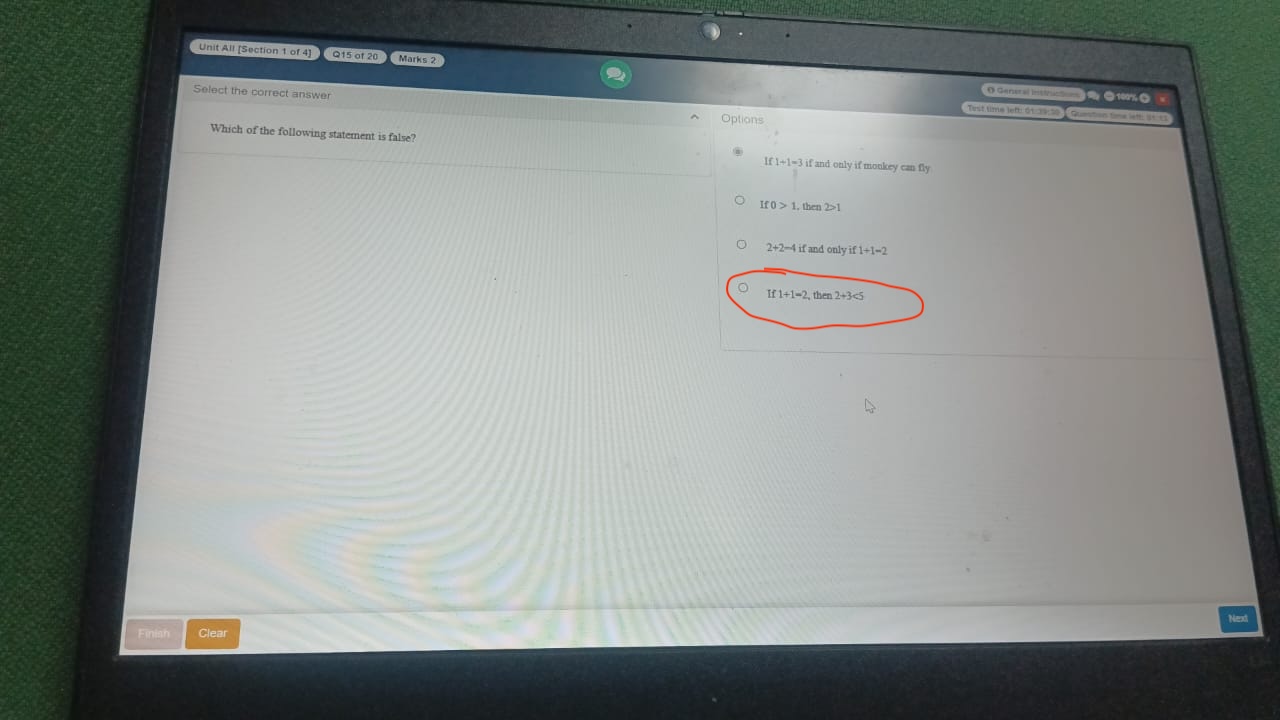 Unit All [Section 1 of 4] Q15 of 20 Marks 2
General Instructions 100%
Test time left: 01:39:30 Question time left: 01:13
Select the correct answer
Options
Which of the following statement is false?
If 1+1=3 if and only if monkey can fly
If 0 > 1, then 2>1
2+2=4 if and only if 1+1=2
If 1+1=2, then 2+3<5
Finish Clear Next